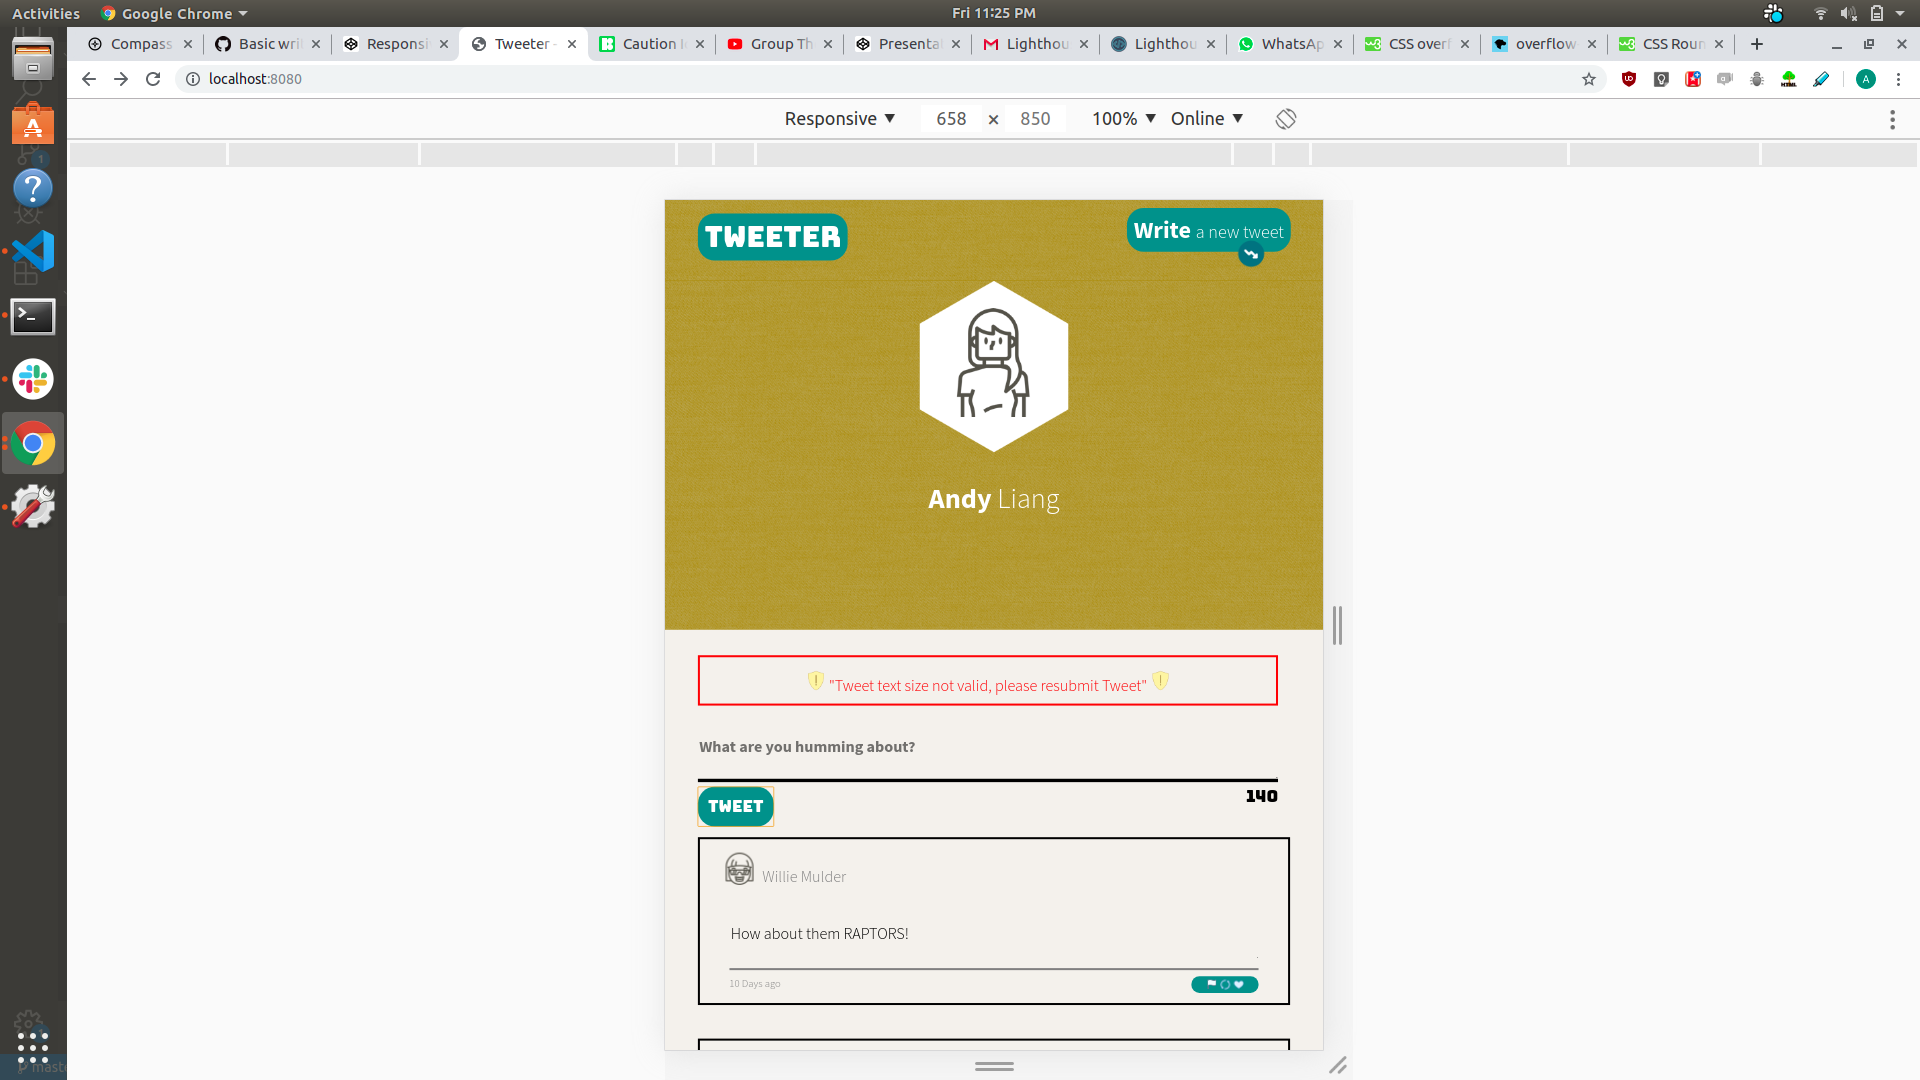 Activities
Google Chrome
Fri 11:25 PM
Compass
Basic wri
Responsi
Tweeter -
Caution
Group Th
Presenta
Lighthou
Lighthou
WhatsAp
CSS overf
overflow
CSS Roun
localhost:8080
A
Responsive
658 × 850
100%
Online
TWEETER
Write a new tweet
Andy Liang
"Tweet text size not valid, please resubmit Tweet"
What are you humming about?
TWEET
140
Willie Mulder
How about them RAPTORS!
10 Days ago